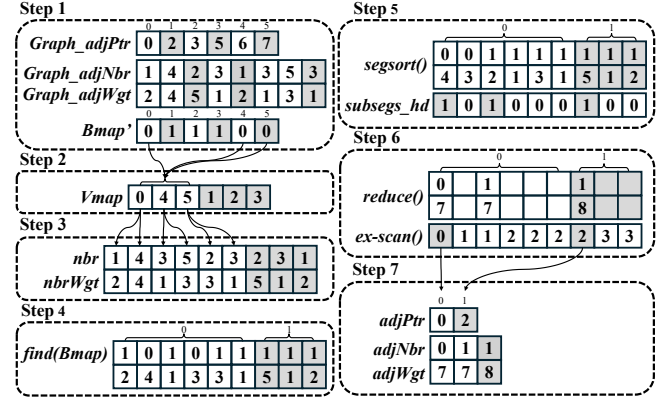 Step 1
0 1 2 3 4 5
Graph_adjPtr 0 2 3 5 6 7
Graph_adjNbr 1 4 2 3 1 3 5 3
Graph_adjWgt 2 4 5 1 2 1 3 1
0 1 2 3 4 5
Bmap’ 0 1 1 1 0 0
Step 2
Vmap 0 4 5 1 2 3
Step 3
nbr 1 4 3 5 2 3 2 3 1
nbrWgt 2 4 1 3 3 1 5 1 2
Step 4
0 1
find(Bmap) 1 0 1 0 1 1 1 1 1
2 4 1 3 3 1 5 1 2
Step 5
0 1
segsort() 0 0 1 1 1 1 1 1 1
4 3 2 1 3 1 5 1 2
subsegs_hd 1 0 1 0 0 0 1 0 0
Step 6
0 1
reduce() 0 1 1
7 7 8
ex-scan() 0 1 1 2 2 2 2 3 3
Step 7
0 1
adjPtr 0 2
adjNbr 0 1 1
adjWgt 7 7 8